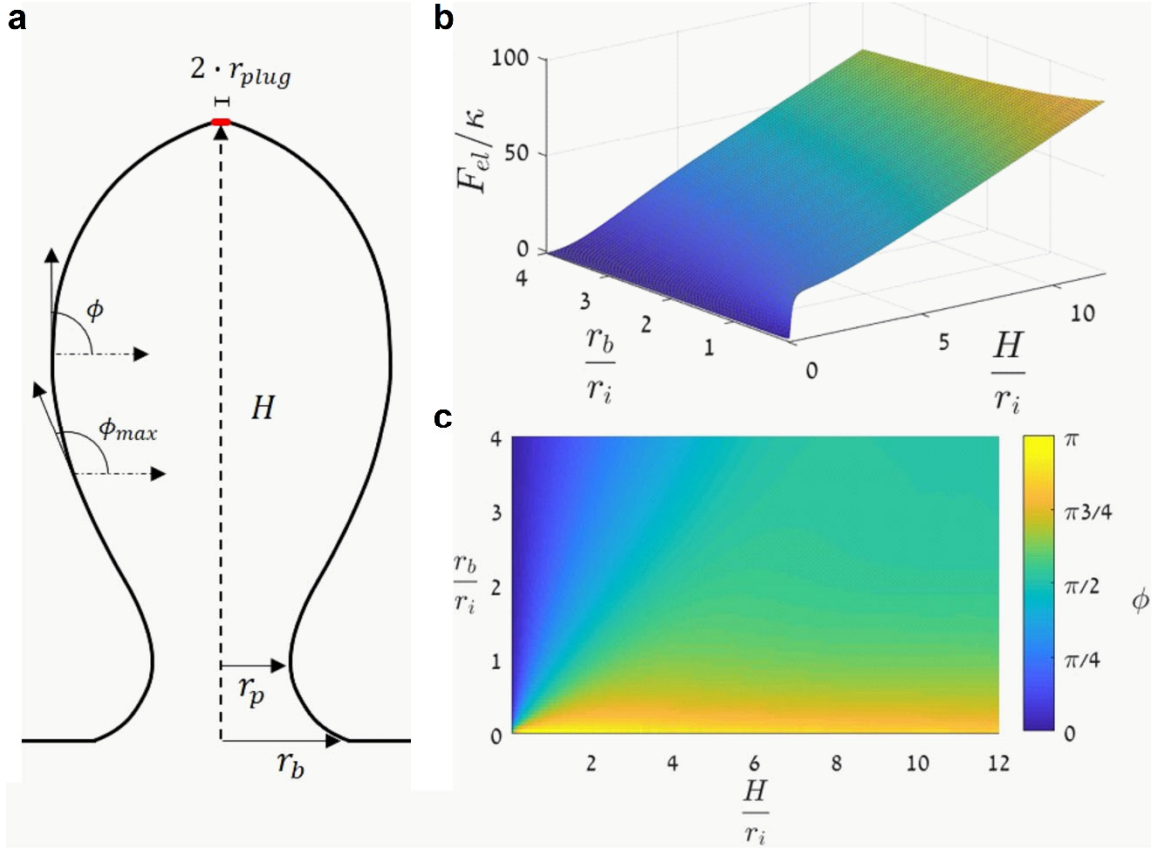 a
2 · r_plug
ϕ
ϕ_max
H
r_p
r_b
b
100
50
0
F_el/κ
4
3
2
1
r_b
r_i
0
5
10
H
r_i
c
4
3
2
1
0
r_b
r_i
2
4
6
8
10
12
H
r_i
π
π3/4
π/2
π/4
0
ϕ